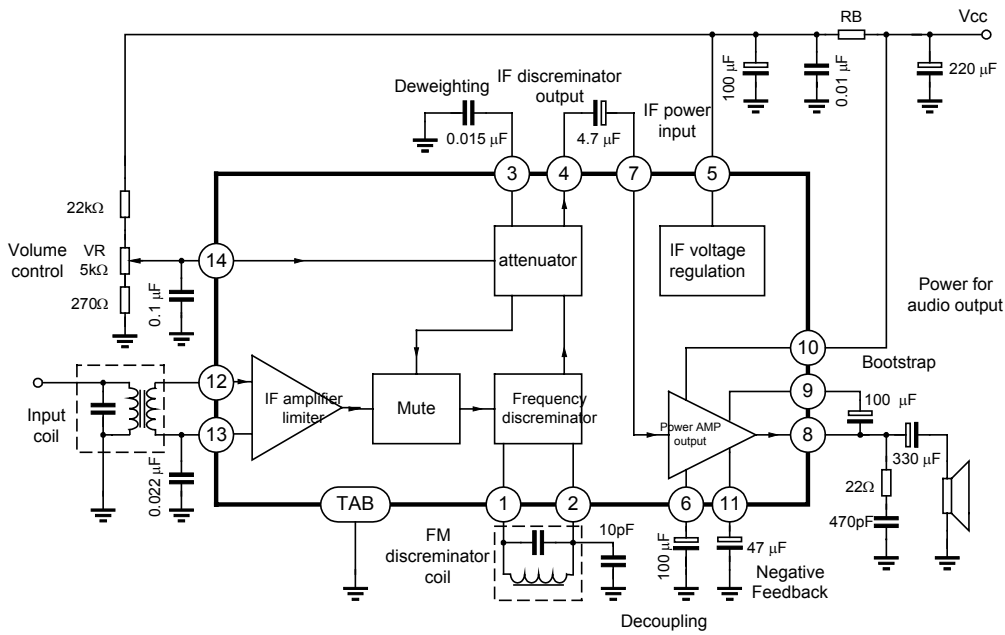 RB
Vcc
100 µF
0.01 µF
220 µF
Deweighting
0.015 µF
IF discreminator
output
4.7 µF
IF power
input
3
4
7
5
22kΩ
Volume
control
VR
5kΩ
270Ω
0.1 µF
14
attenuator
IF voltage
regulation
Power for
audio output
10
Bootstrap
12
IF amplifier
limiter
Mute
Frequency
discreminator
Power AMP
output
9
100 µF
8
330 µF
Input
coil
13
0.022 µF
22Ω
470pF
TAB
1
2
6
11
FM
discreminator
coil
10pF
100 µF
47 µF
Negative
Feedback
Decoupling